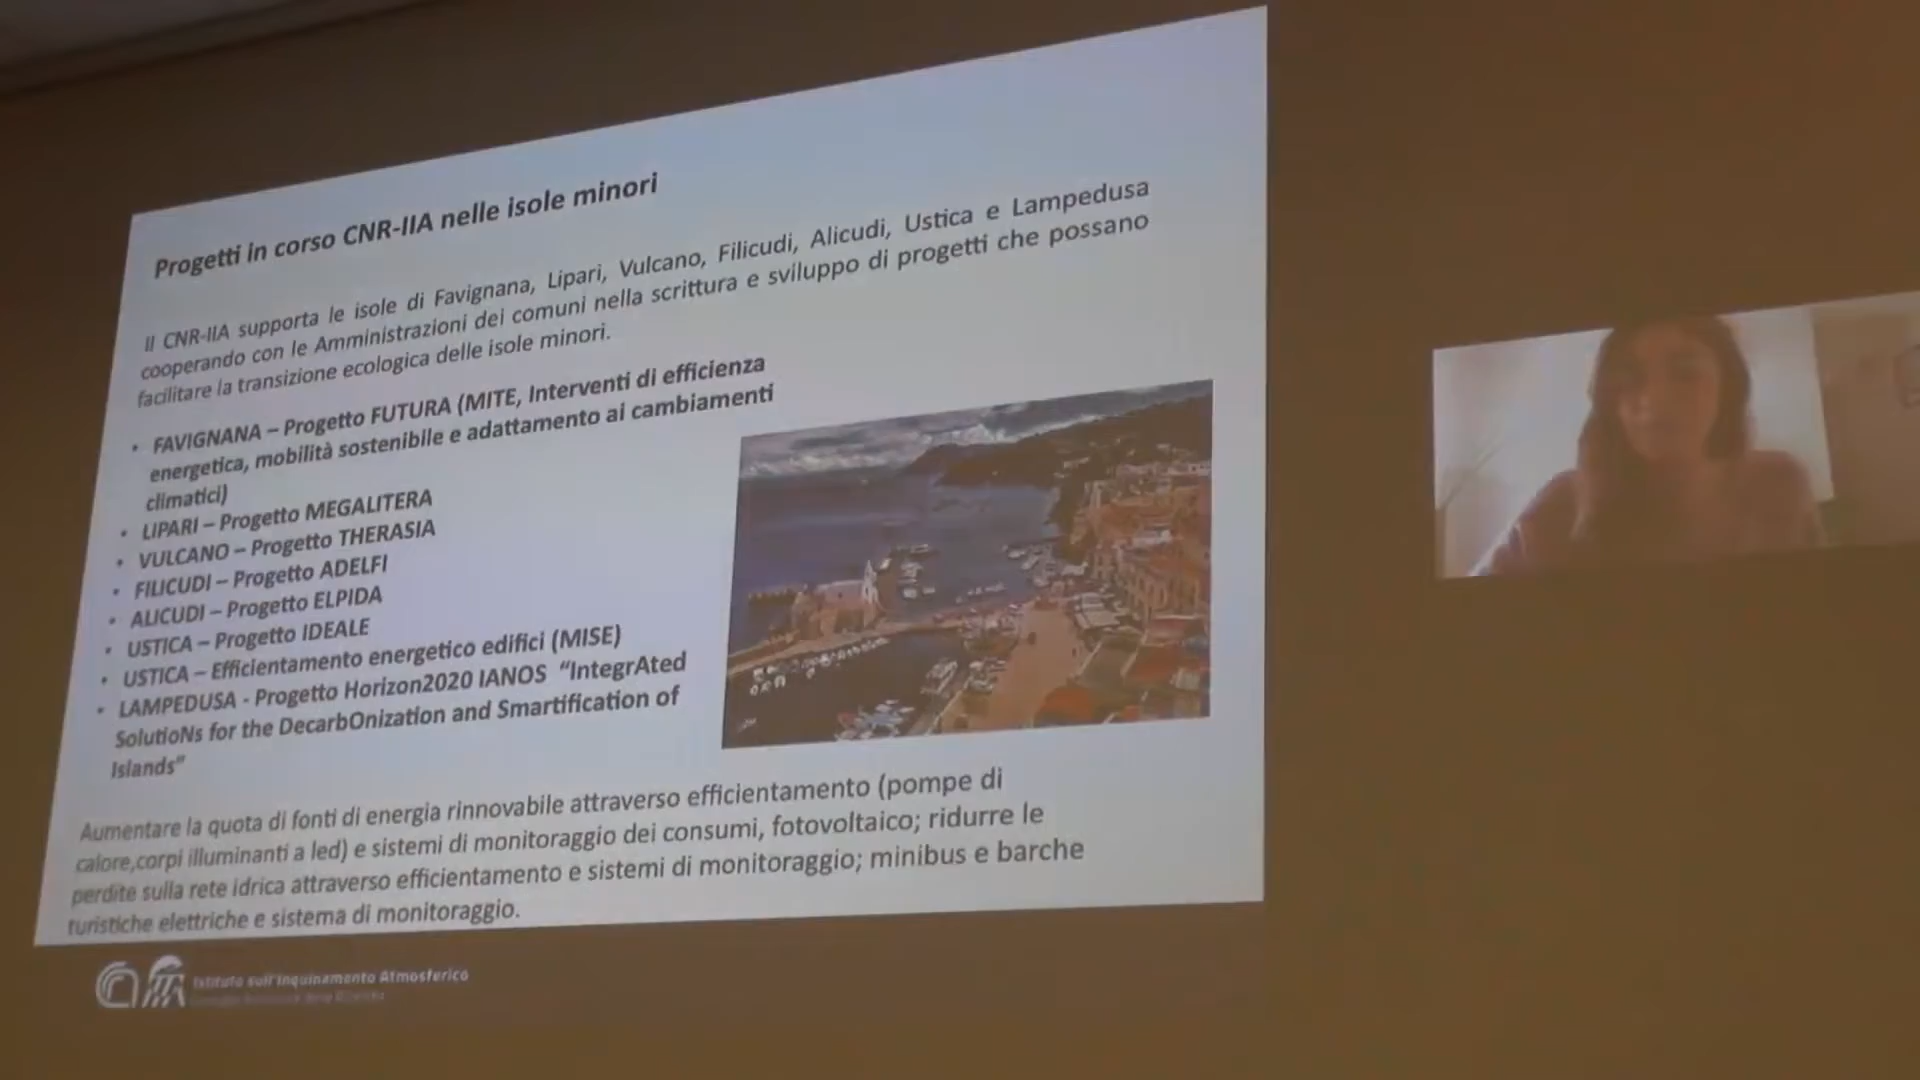 Progetti in corso CNR-IIA nelle isole minori
Il CNR-IIA supporta le isole di Favignana, Lipari, Vulcano, Filicudi, Alicudi, Ustica e Lampedusa
cooperando con le Amministrazioni dei comuni nella scrittura e sviluppo di progetti che possano
facilitare la transizione ecologica delle isole minori.
• FAVIGNANA – Progetto FUTURA (MITE, Interventi di efficienza
energetica, mobilità sostenibile e adattamento ai cambiamenti
climatici)
• LIPARI – Progetto MEGALITERA
• VULCANO – Progetto THERASIA
• FILICUDI – Progetto ADELFI
• ALICUDI – Progetto ELPIDA
• USTICA – Progetto IDEALE
• USTICA – Efficientamento energetico edifici (MISE)
• LAMPEDUSA - Progetto Horizon2020 IANOS "IntegrAted
SolutioNs for the DecarbOnization and Smartification of
Islands"
Aumentare la quota di fonti di energia rinnovabile attraverso efficientamento (pompe di
calore,corpi illuminanti a led) e sistemi di monitoraggio dei consumi, fotovoltaico; ridurre le
perdite sulla rete idrica attraverso efficientamento e sistemi di monitoraggio; minibus e barche
turistiche elettriche e sistema di monitoraggio.
Istituto sull'Inquinamento Atmosferico